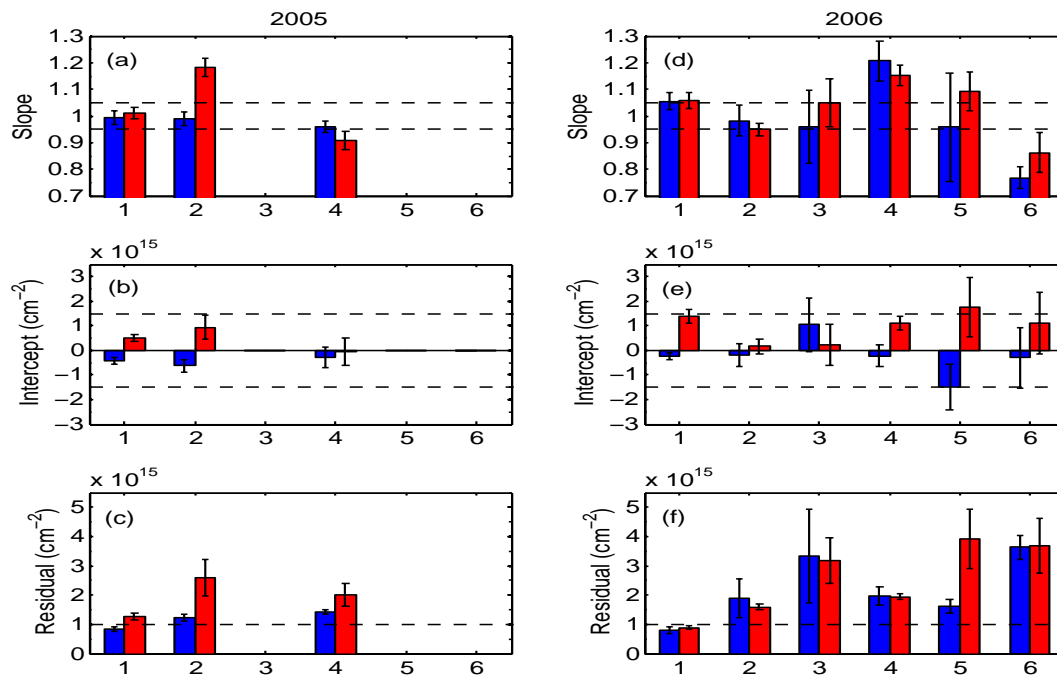 2005
(a)
Slope
1.3
1.2
1.1
1
0.9
0.8
0.7
1 2 3 4 5 6
x 10^15
(b)
Intercept (cm−2)
3
2
1
0
−1
−2
−3
1 2 3 4 5 6
x 10^15
(c)
Residual (cm−2)
5
4
3
2
1
0
1 2 3 4 5 6
2006
(d)
Slope
1.3
1.2
1.1
1
0.9
0.8
0.7
1 2 3 4 5 6
x 10^15
(e)
Intercept (cm−2)
3
2
1
0
−1
−2
−3
1 2 3 4 5 6
x 10^15
(f)
Residual (cm−2)
5
4
3
2
1
0
1 2 3 4 5 6